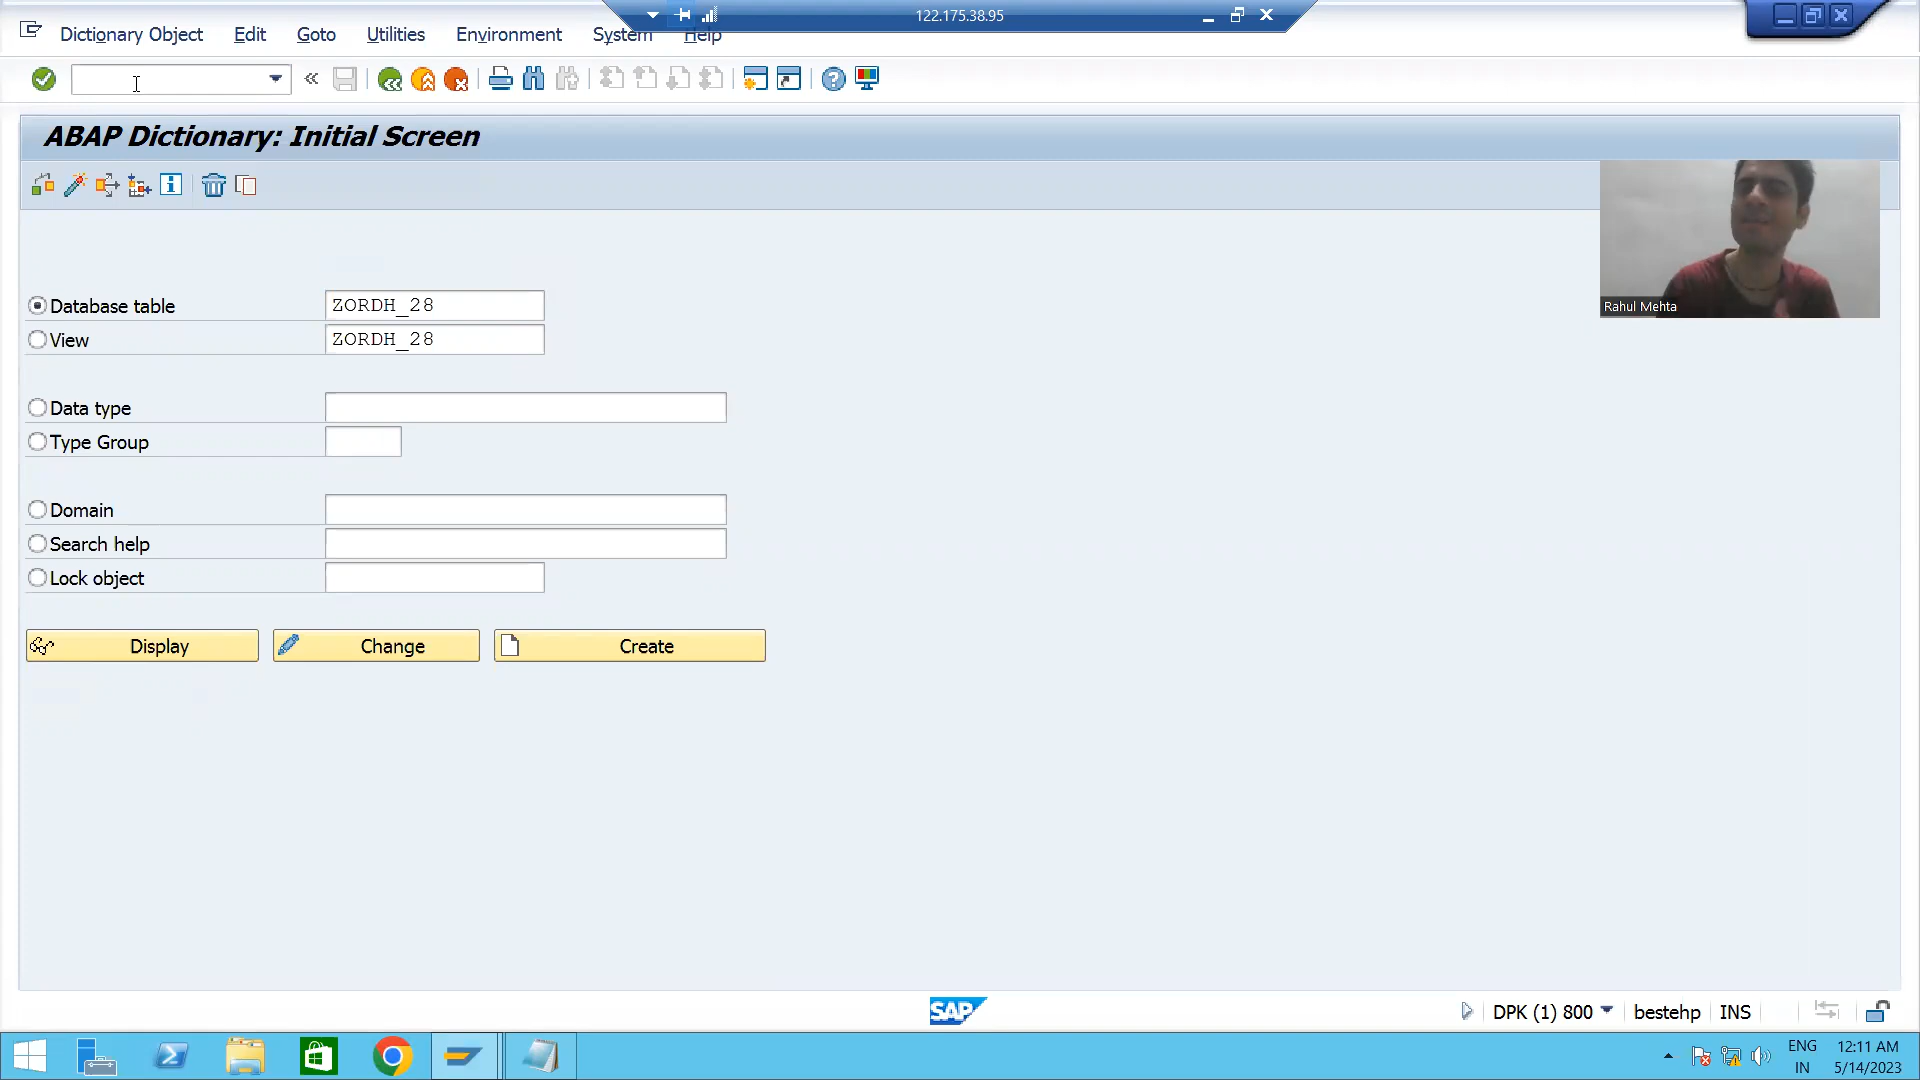 122.175.38.95
Dictionary Object Edit Goto Utilities Environment System Help
ABAP Dictionary: Initial Screen
Rahul Mehta
Database table ZORDH_28
View ZORDH_28
Data type
Type Group
Domain
Search help
Lock object
Display Change Create
SAP
DPK (1) 800 bestehp INS
ENG 12:11 AM
IN 5/14/2023